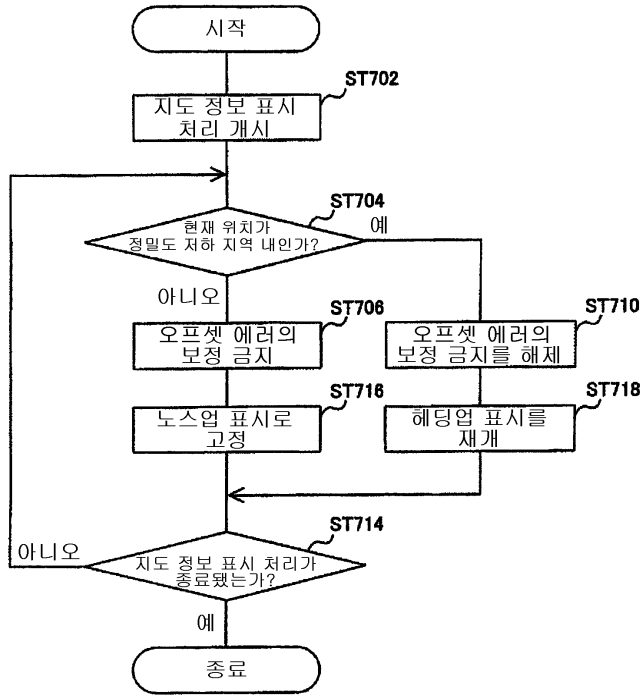 시작
ST702
지도 정보 표시
처리 개시
ST704
현재 위치가
정밀도 저하 지역 내인가?
예
아니오
ST706
오프셋 에러의
보정 금지
ST710
오프셋 에러의
보정 금지를 해제
ST716
노스업 표시로
고정
ST718
헤딩업 표시를
재개
ST714
지도 정보 표시 처리가
종료됐는가?
아니오
예
종료